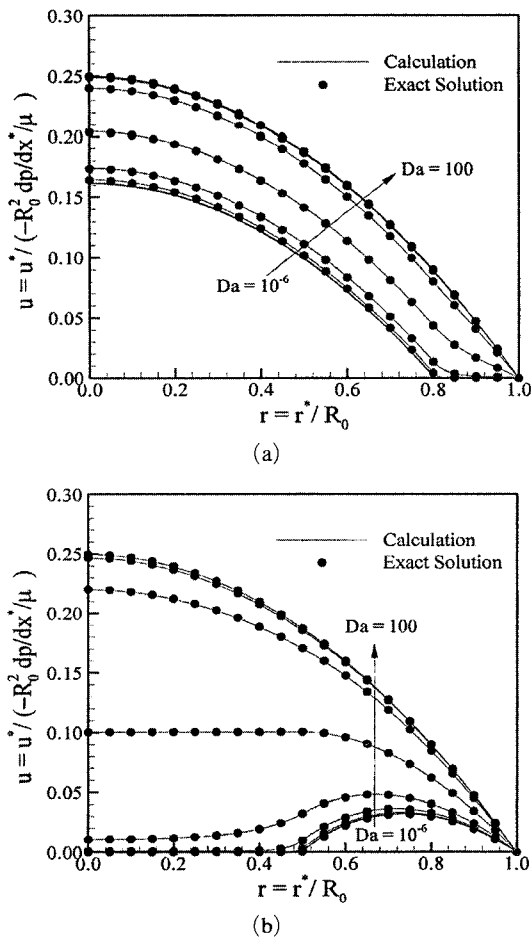 0.30
0.25
0.20
0.15
0.10
0.05
0.00
u = u*/ (−R₀² dp/dx*/μ)
Calculation
Exact Solution
Da = 100
Da = 10⁻⁶
0.0 0.2 0.4 0.6 0.8 1.0
r = r*/ R₀
(a)
0.30
0.25
0.20
0.15
0.10
0.05
0.00
u = u*/ (−R₀² dp/dx*/μ)
Calculation
Exact Solution
Da = 100
Da = 10⁻⁶
0.0 0.2 0.4 0.6 0.8 1.0
r = r*/ R₀
(b)